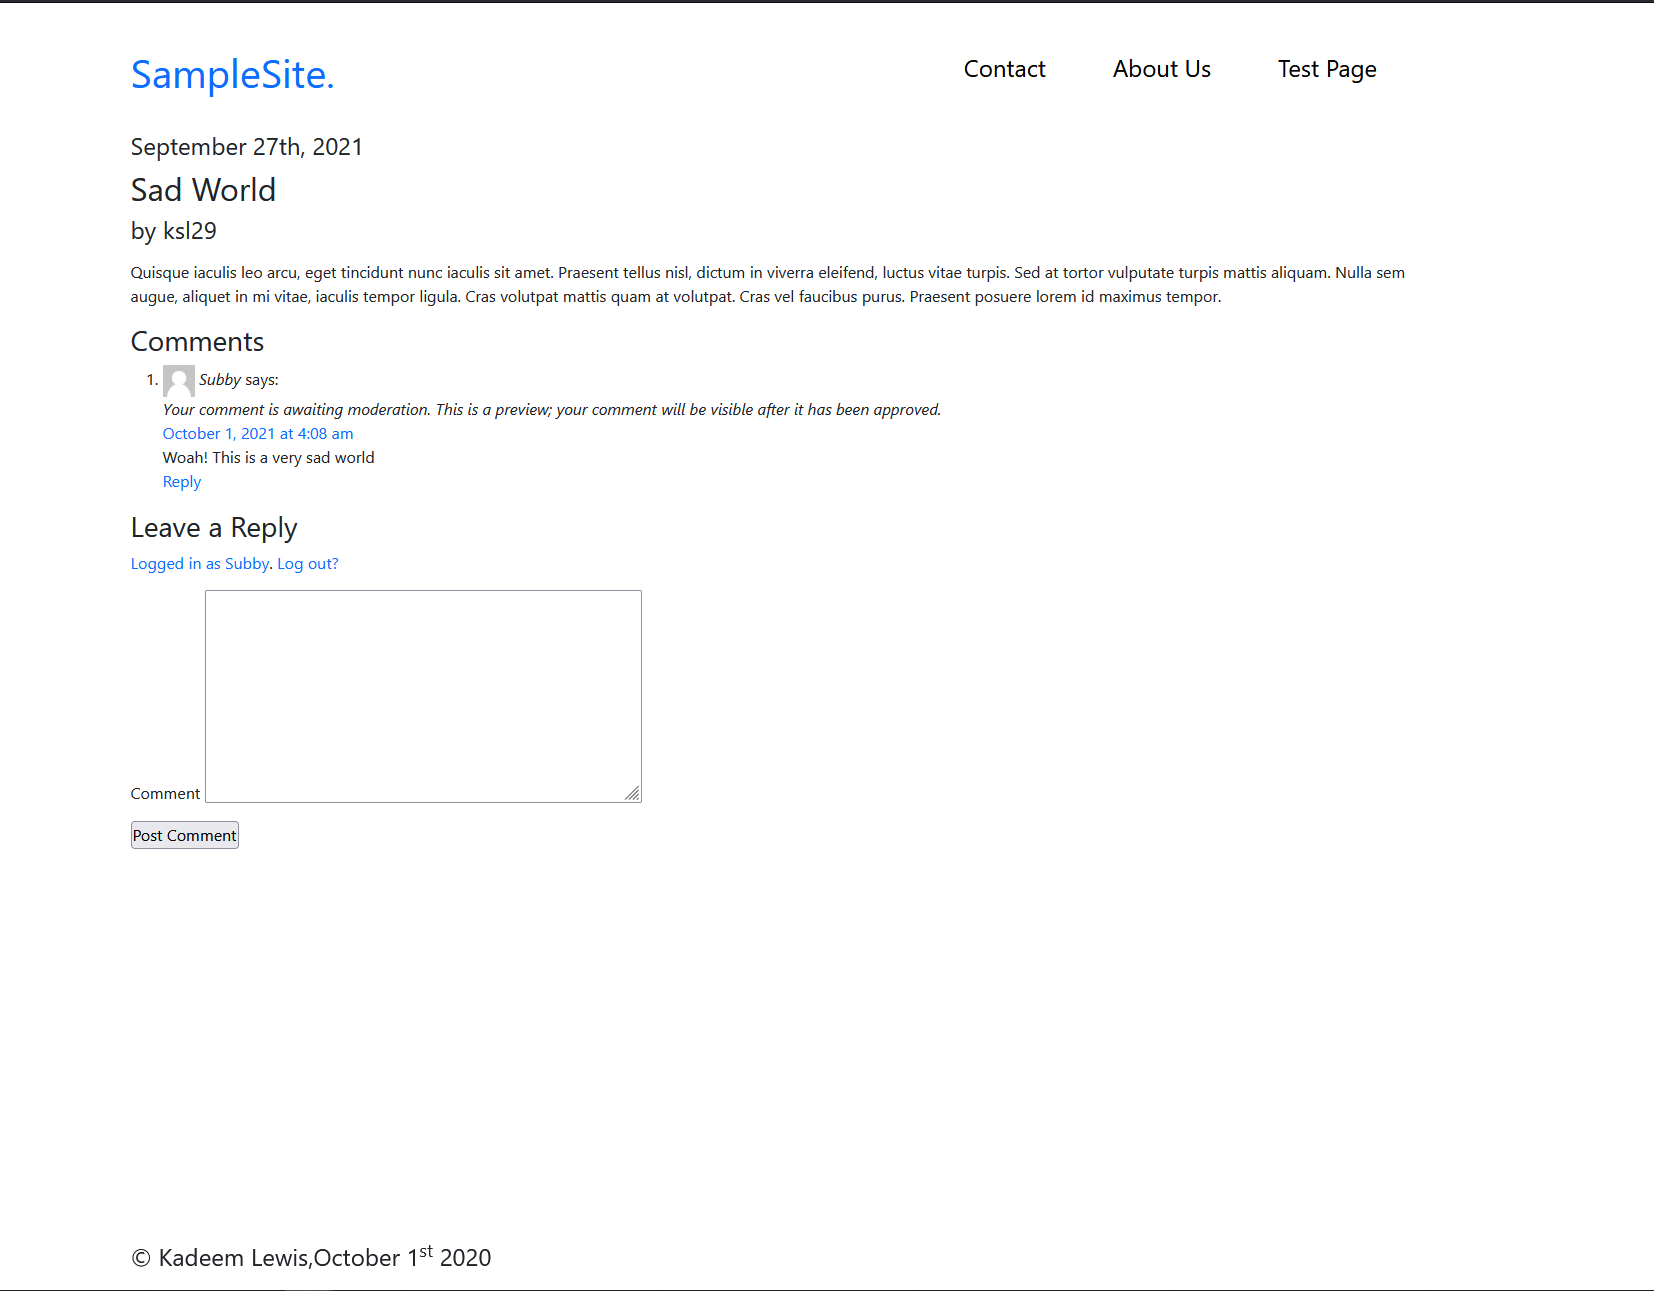 SampleSite.
Contact About Us Test Page
September 27th, 2021
Sad World
by ksl29
Quisque iaculis leo arcu, eget tincidunt nunc iaculis sit amet. Praesent tellus nisl, dictum in viverra eleifend, luctus vitae turpis. Sed at tortor vulputate turpis mattis aliquam. Nulla sem
augue, aliquet in mi vitae, iaculis tempor ligula. Cras volutpat mattis quam at volutpat. Cras vel faucibus purus. Praesent posuere lorem id maximus tempor.
Comments
1. Subby says:
Your comment is awaiting moderation. This is a preview; your comment will be visible after it has been approved.
October 1, 2021 at 4:08 am
Woah! This is a very sad world
Reply
Leave a Reply
Logged in as Subby. Log out?
Comment
Post Comment
© Kadeem Lewis,October 1st 2020